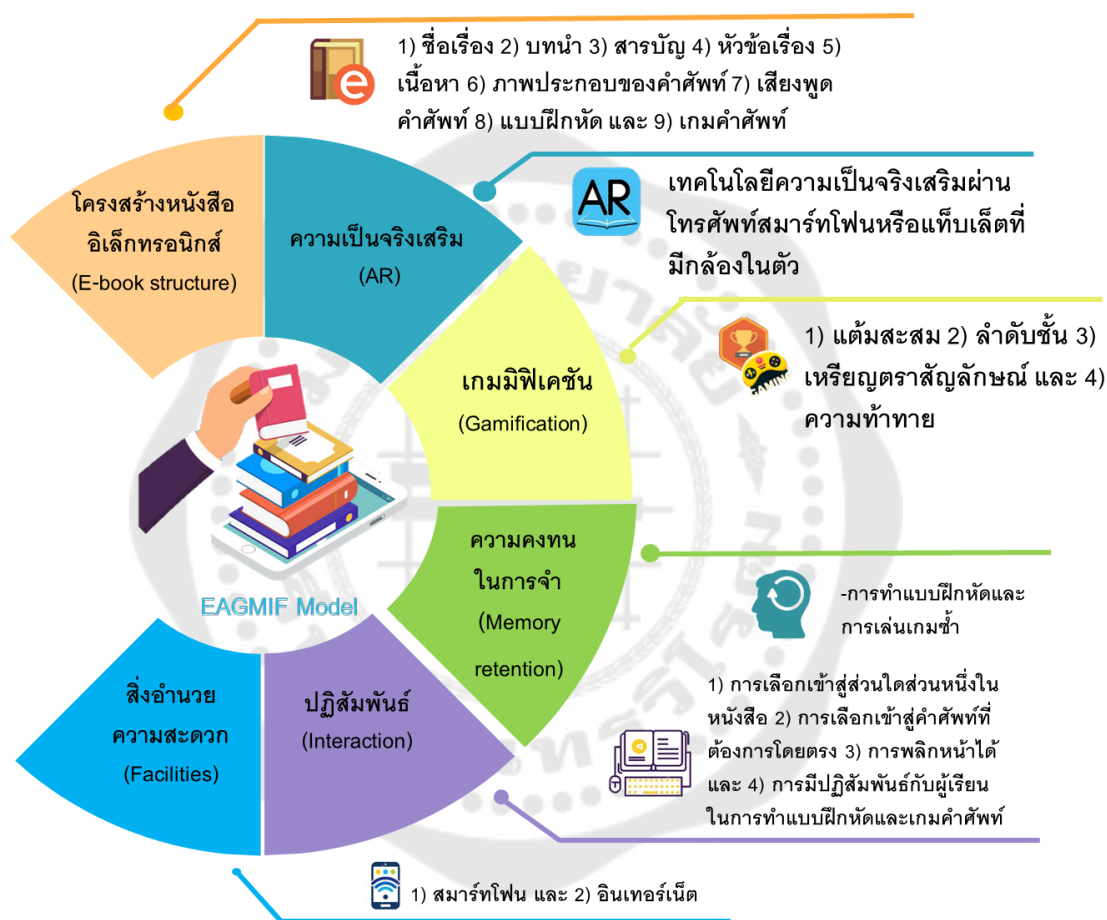 1) ชื่อเรื่อง 2) บทนำ 3) สารบัญ 4) หัวข้อเรื่อง 5)
เนื้อหา 6) ภาพประกอบของคำศัพท์ 7) เสียงพูด
คำศัพท์ 8) แบบฝึกหัด และ 9) เกมคำศัพท์
e
โครงสร้างหนังสือ
อิเล็กทรอนิกส์
(E-book structure)
ความเป็นจริงเสริม
(AR)
AR
เทคโนโลยีความเป็นจริงเสริมผ่าน
โทรศัพท์สมาร์ทโฟนหรือแท็บเล็ตที่
มีกล้องในตัว
เกมมิฟิเคชัน
(Gamification)
1) แต้มสะสม 2) ลำดับชั้น 3)
เหรียญตราสัญลักษณ์ และ 4)
ความท้าทาย
ความคงทน
ในการจำ
(Memory
retention)
-การทำแบบฝึกหัดและ
การเล่นเกมซ้ำ
EAGMIF Model
ปฏิสัมพันธ์
(Interaction)
1) การเลือกเข้าสู่ส่วนใดส่วนหนึ่งใน
หนังสือ 2) การเลือกเข้าสู่คำศัพท์ที่
ต้องการโดยตรง 3) การพลิกหน้าได้
และ 4) การมีปฏิสัมพันธ์กับผู้เรียน
ในการทำแบบฝึกหัดและเกมคำศัพท์
สิ่งอำนวย
ความสะดวก
(Facilities)
1) สมาร์ทโฟน และ 2) อินเทอร์เน็ต